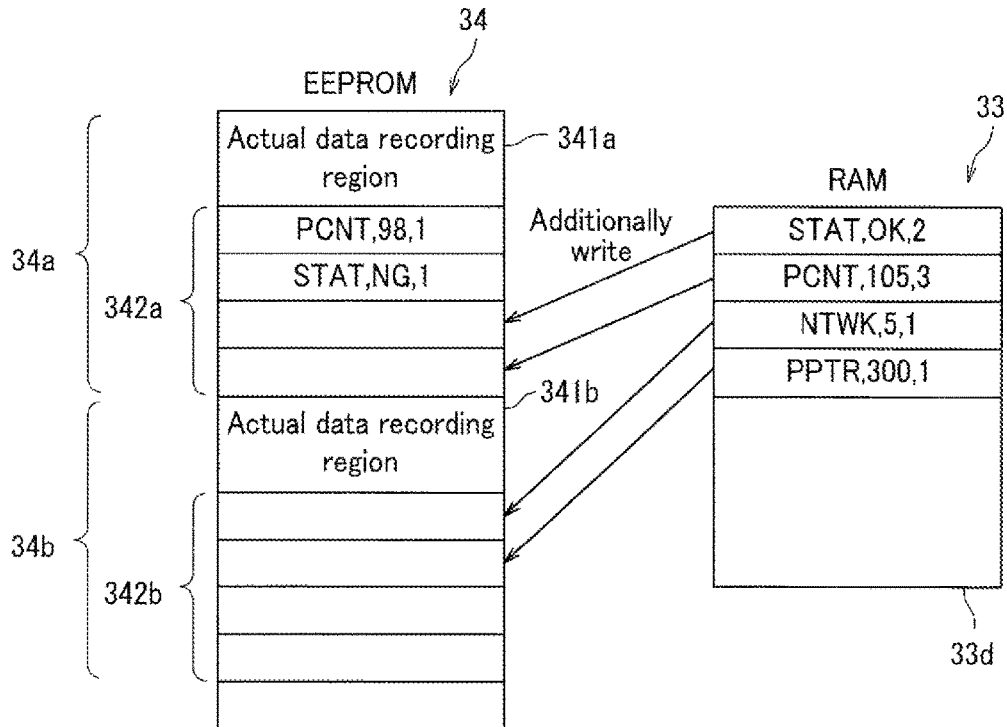 34
EEPROM
33
Actual data recording
region
341a
RAM
PCNT,98,1
Additionally
write
STAT,OK,2
34a
STAT,NG,1
PCNT,105,3
342a
NTWK,5,1
PPTR,300,1
341b
Actual data recording
region
34b
342b
33d